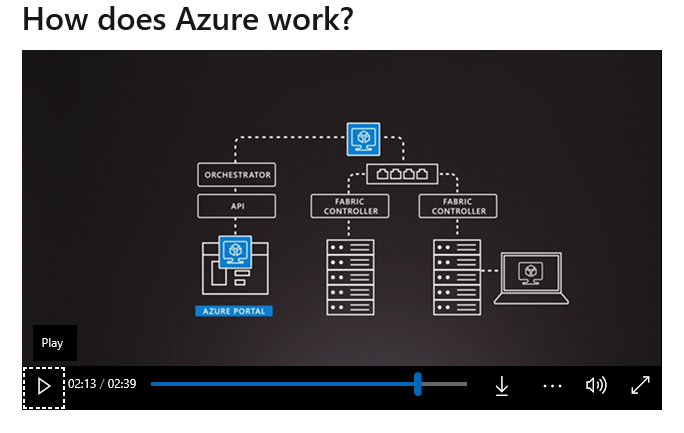 How does Azure work?
ORCHESTRATOR
API
FABRIC
CONTROLLER
FABRIC
CONTROLLER
AZURE PORTAL
Play
02:13 / 02:39